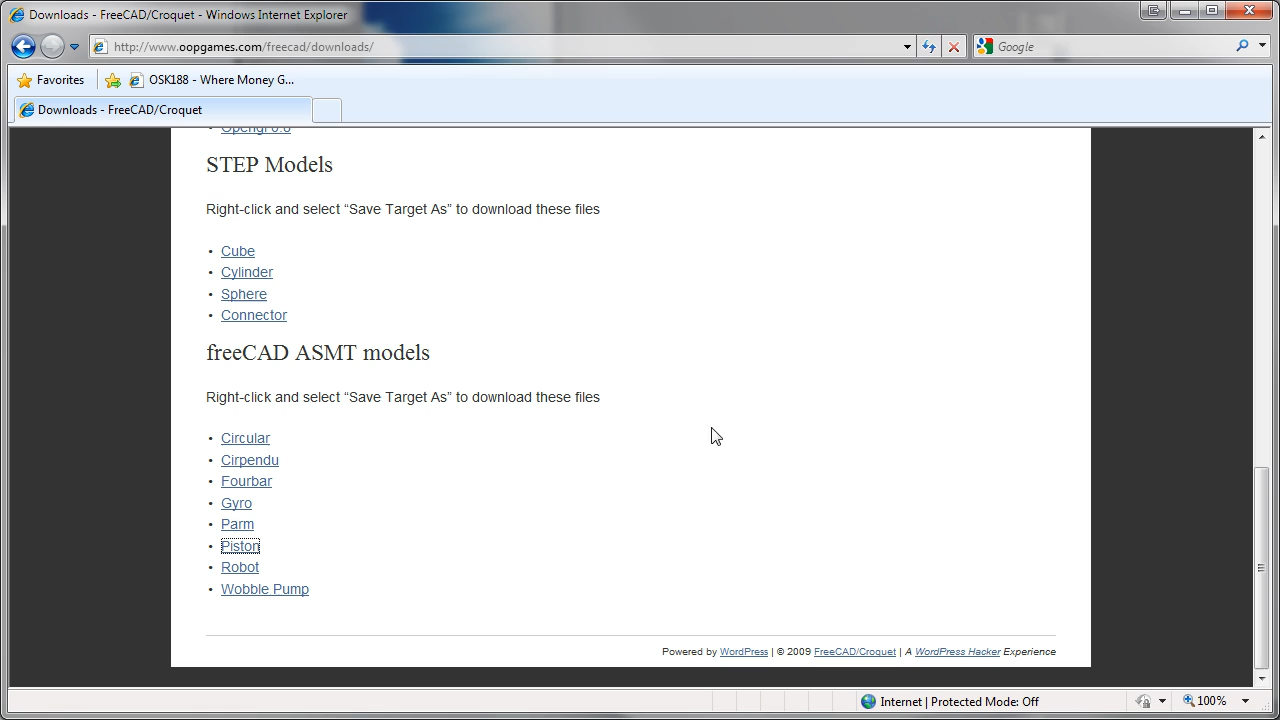 Downloads - FreeCAD/Croquet - Windows Internet Explorer
http://www.oopgames.com/freecad/downloads/
Google
Favorites
OSK188 - Where Money G...
Downloads - FreeCAD/Croquet
STEP Models
Right-click and select “Save Target As” to download these files
• Cube
• Cylinder
• Sphere
• Connector
freeCAD ASMT models
Right-click and select “Save Target As” to download these files
• Circular
• Cirpendu
• Fourbar
• Gyro
• Parm
• Piston
• Robot
• Wobble Pump
Powered by WordPress | © 2009 FreeCAD/Croquet | A WordPress Hacker Experience
Internet | Protected Mode: Off
100%